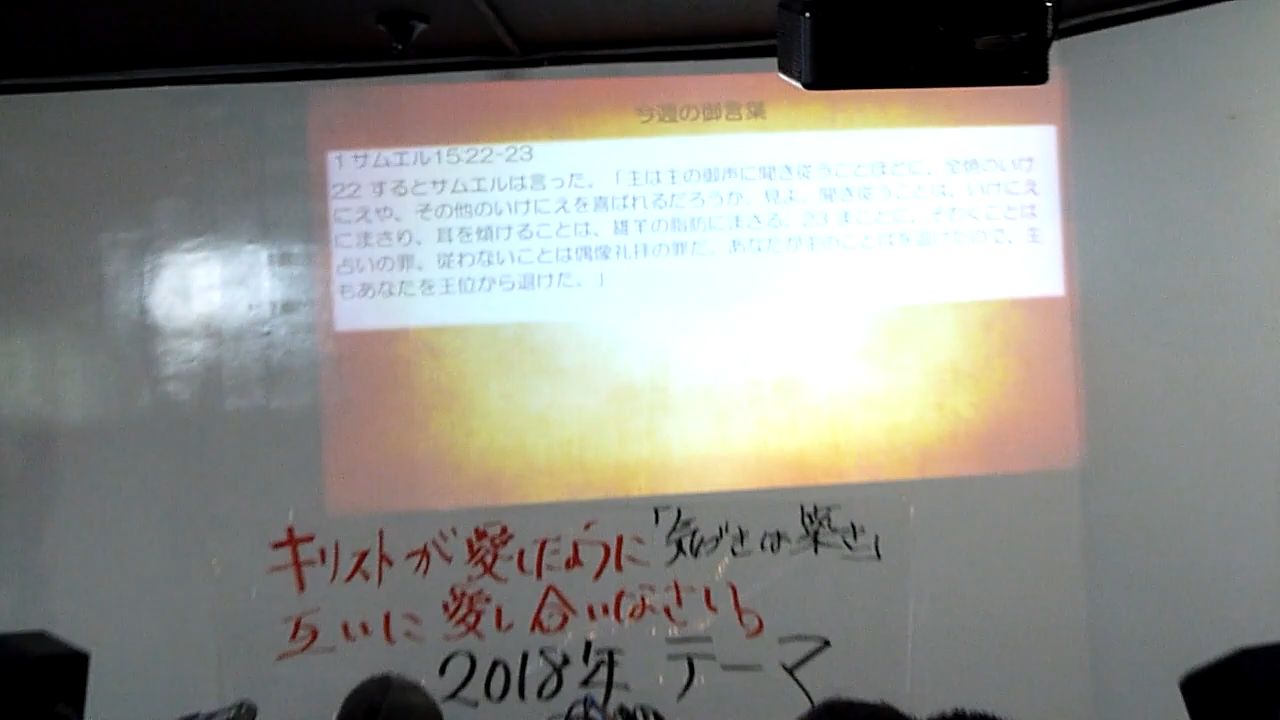 今週の御言葉
1 サムエル15:22-23
22 するとサムエルは言った。「主は主の御声に聞き従うことほどに、全焼のいけ
にえや、その他のいけにえを喜ばれるだろうか。見よ。聞き従うことは、いけにえ
にまさり、耳を傾けることは、雄羊の脂肪にまさる。23 まことに、そむくことは
占いの罪、従わないことは偶像礼拝の罪だ。あなたが主のことばを退けたので、主
もあなたを王位から退けた。」
キリストが愛したように「気づきは築き」
互いに愛し合いなさい。
2018年 テーマ